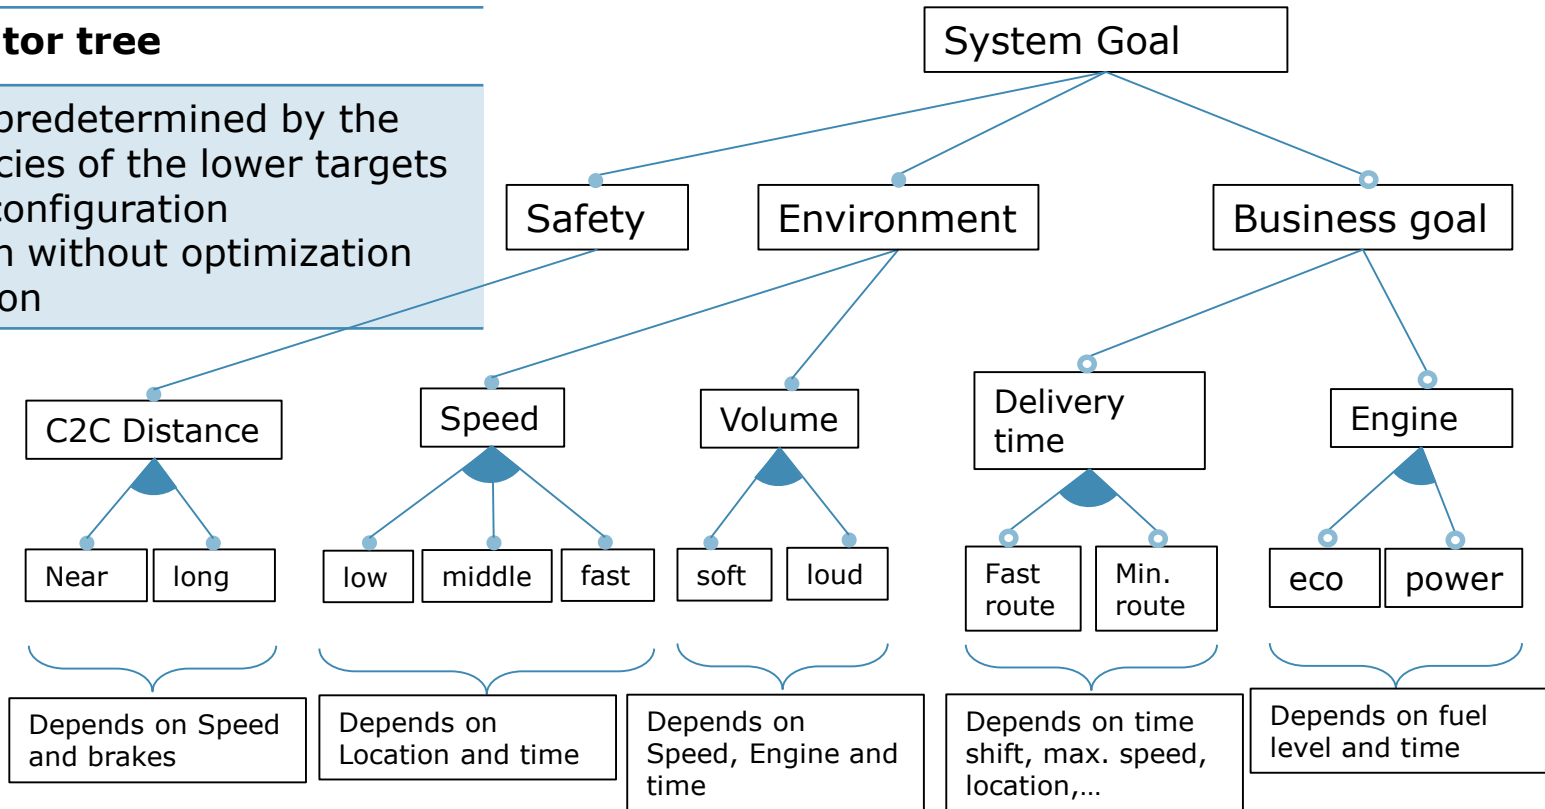 tor tree
predetermined by the
cies of the lower targets
configuration
n without optimization
on
System Goal
Safety
Environment
Business goal
C2C Distance
Speed
Volume
Delivery
time
Engine
Near
long
low
middle
fast
soft
loud
Fast
route
Min.
route
eco
power
Depends on Speed
and brakes
Depends on
Location and time
Depends on
Speed, Engine and
time
Depends on time
shift, max. speed,
location,...
Depends on fuel
level and time